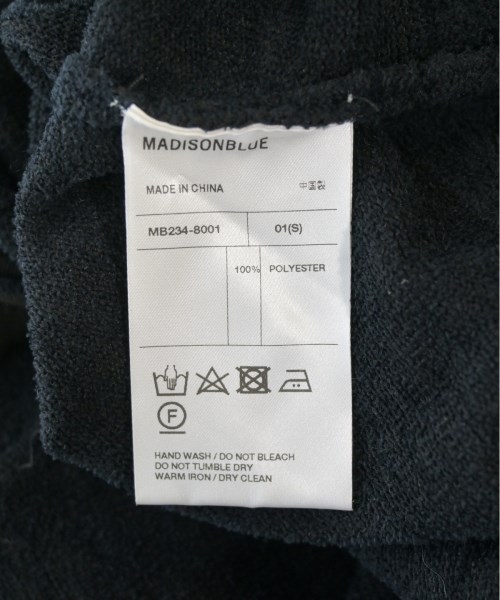 MADISONBLUE
MADE IN CHINA 中国製
MB234-8001 01(S)
100% POLYESTER
F
HAND WASH / DO NOT BLEACH
DO NOT TUMBLE DRY
WARM IRON / DRY CLEAN